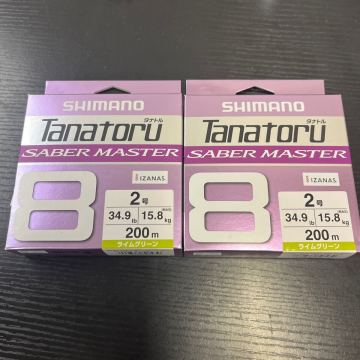 SHIMANO
タナトル
Tanatoru
SABER MASTER
8
IZANAS
2号
34.9lb 15.8kg
200m
ライムグリーン
SHIMANO
タナトル
Tanatoru
SABER MASTER
8
IZANAS
2号
34.9lb 15.8kg
200m
ライムグリーン